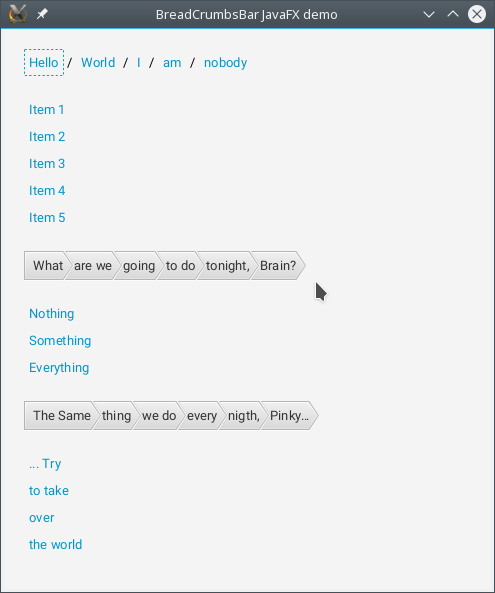 BreadCrumbsBar JavaFX demo
Hello / World / I / am / nobody
Item 1
Item 2
Item 3
Item 4
Item 5
What are we going to do tonight, Brain?
Nothing
Something
Everything
The Same thing we do every nigth, Pinky...
... Try
to take
over
the world